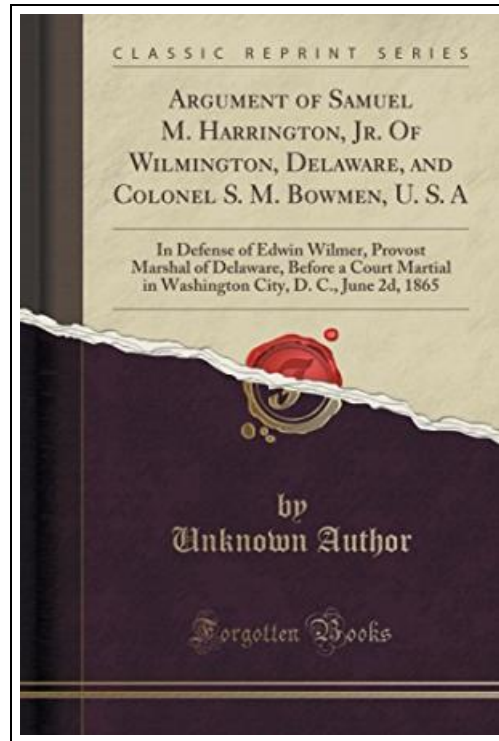 CLASSIC REPRINT SERIES
ARGUMENT OF SAMUEL
M. HARRINGTON, JR. OF
WILMINGTON, DELAWARE, AND
COLONEL S. M. BOWMEN, U. S. A
In Defense of Edwin Wilmer, Provost
Marshal of Delaware, Before a Court Martial
in Washington City, D. C., June 2d, 1865
by
Unknown Author
Forgotten Books